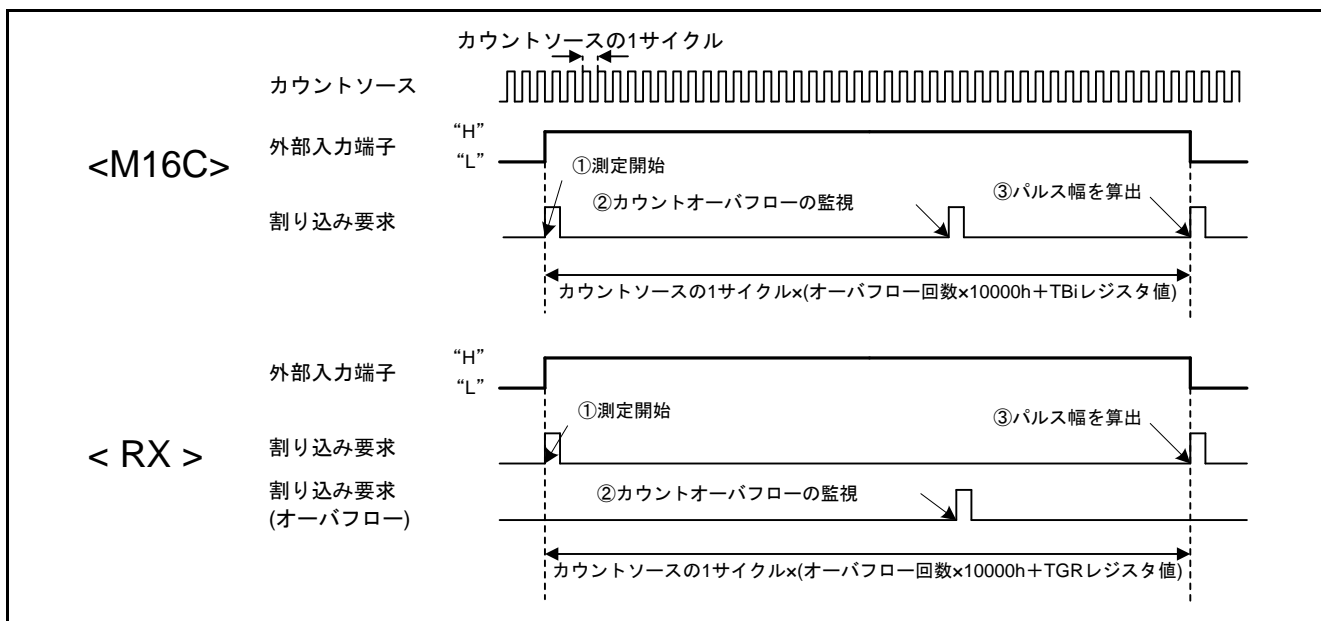 カウントソースの1サイクル
カウントソース
<M16C>
外部入力端子
“H”
“L”
①測定開始
②カウントオーバフローの監視
③パルス幅を算出
割り込み要求
カウントソースの1サイクル×(オーバフロー回数×10000h＋TBiレジスタ値)
< RX >
外部入力端子
“H”
“L”
①測定開始
③パルス幅を算出
割り込み要求
割り込み要求
(オーバフロー)
②カウントオーバフローの監視
カウントソースの1サイクル×(オーバフロー回数×10000h＋TGRレジスタ値)